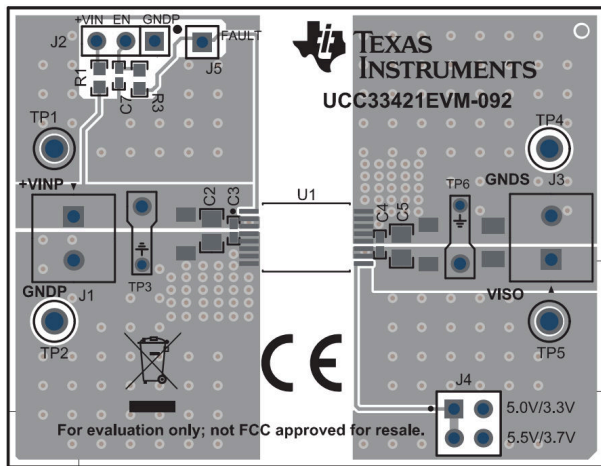 +VIN EN GNDP
J2
FAULT
J5
R1
C7
R3
TEXAS
INSTRUMENTS
UCC33421EVM-092
TP1
TP4
+VINP
GNDS
J3
TP6
U1
C2
C3
C4
C5
GNDP
J1
TP3
VISO
TP2
TP5
CE
J4
5.0V/3.3V
5.5V/3.7V
For evaluation only; not FCC approved for resale.